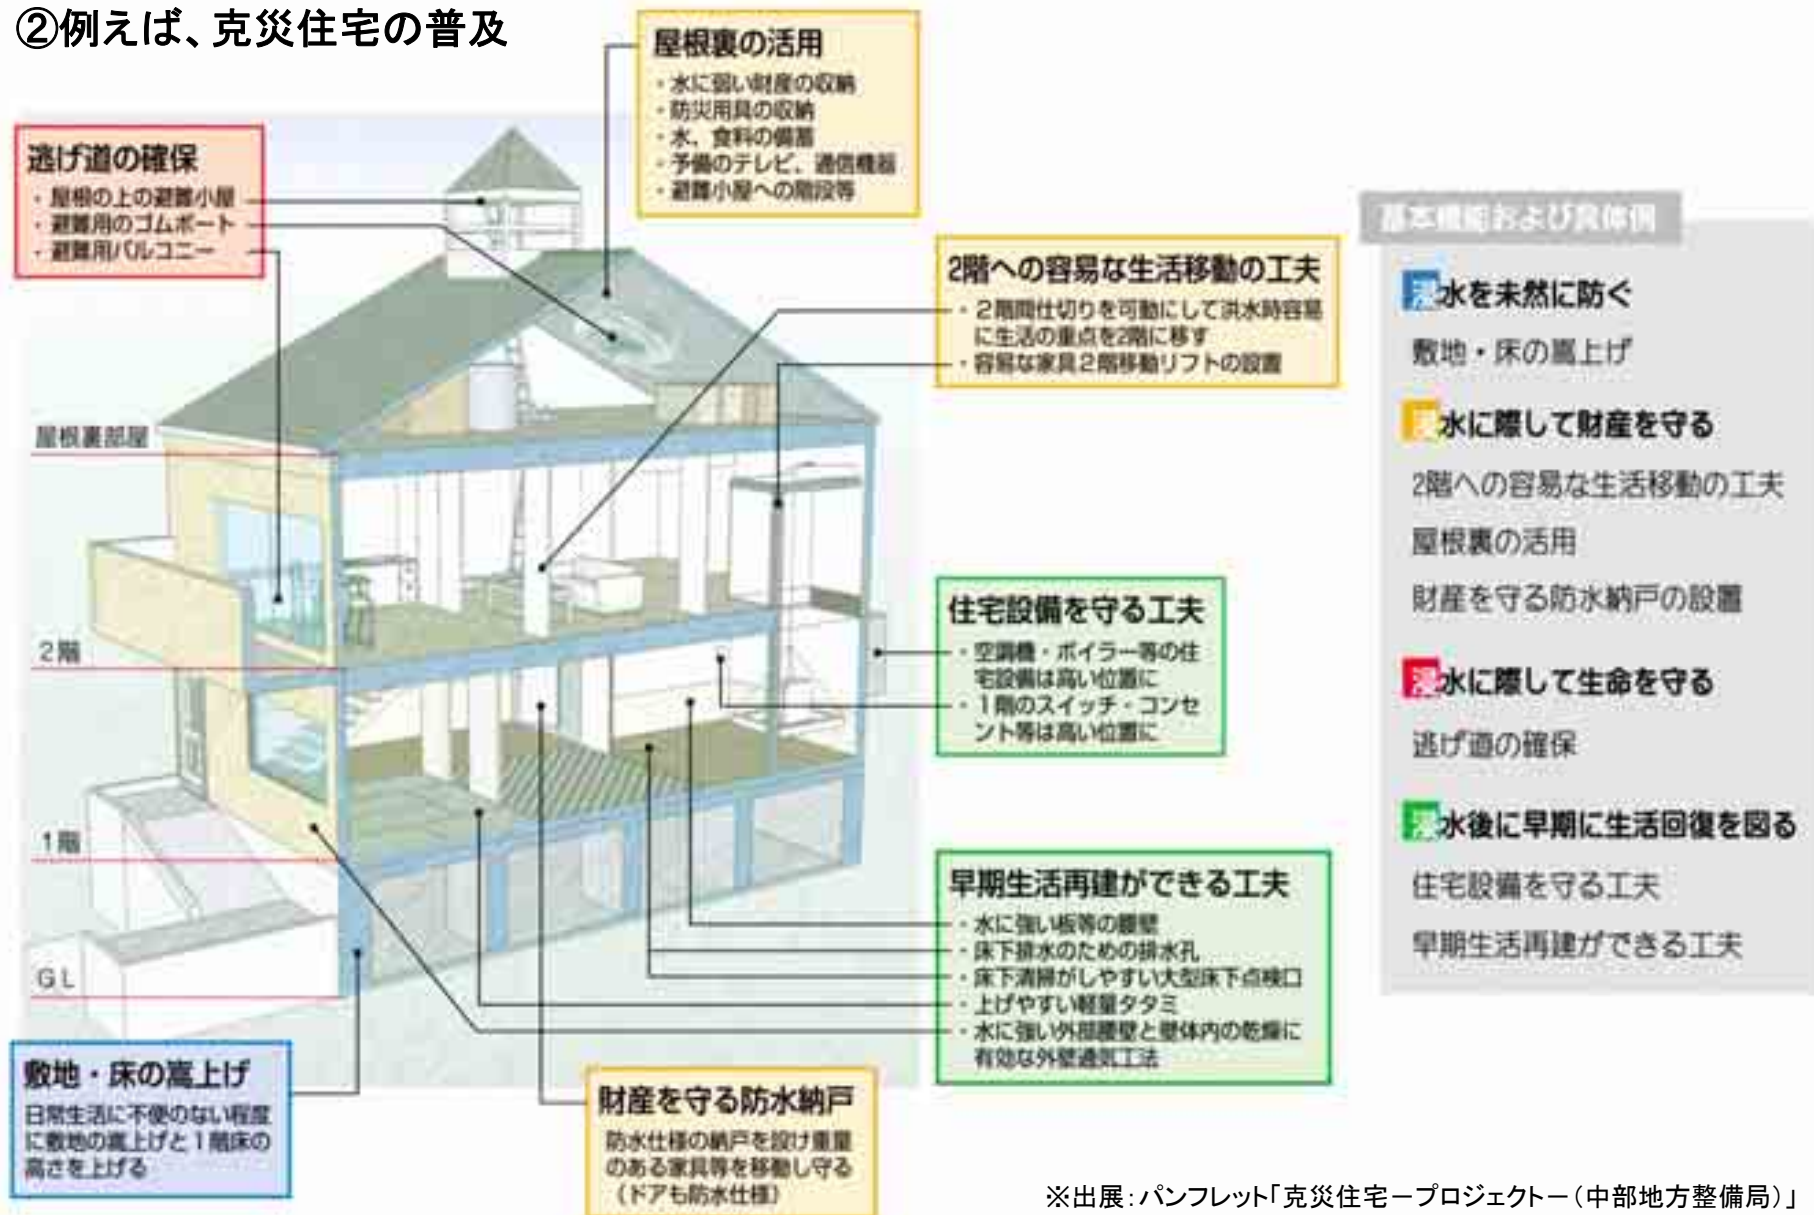 ②例えば、克災住宅の普及
屋根裏の活用
・水に弱い財産の収納
・防災用具の収納
・水、食料の備蓄
・予備のテレビ、通信機器
・避難小屋への階段等
逃げ道の確保
・屋根の上の避難小屋
・避難用のゴムボート
・避難用バルコニー
2階への容易な生活移動の工夫
・２階間仕切りを可動にして洪水時容易
に生活の重点を2階に移す
・容易な家具２階移動リフトの設置
屋根裏部屋
2階
1階
GL
住宅設備を守る工夫
・空調機・ボイラー等の住
宅設備は高い位置に
・１階のスイッチ・コンセ
ント等は高い位置に
早期生活再建ができる工夫
・水に強い板等の腰壁
・床下排水のための排水孔
・床下清掃がしやすい大型床下点検口
・上げやすい軽量タタミ
・水に強い外部腰壁と壁体内の乾燥に
有効な外壁通気工法
敷地・床の嵩上げ
日常生活に不便のない程度
に敷地の嵩上げと１階床の
高さを上げる
財産を守る防水納戸
防水仕様の納戸を設け重量
のある家具等を移動し守る
（ドアも防水仕様）
基本機能および具体例
浸水を未然に防ぐ
敷地・床の嵩上げ
浸水に際して財産を守る
2階への容易な生活移動の工夫
屋根裏の活用
財産を守る防水納戸の設置
浸水に際して生命を守る
逃げ道の確保
浸水後に早期に生活回復を図る
住宅設備を守る工夫
早期生活再建ができる工夫
※出展：パンフレット「克災住宅－プロジェクト－（中部地方整備局）」